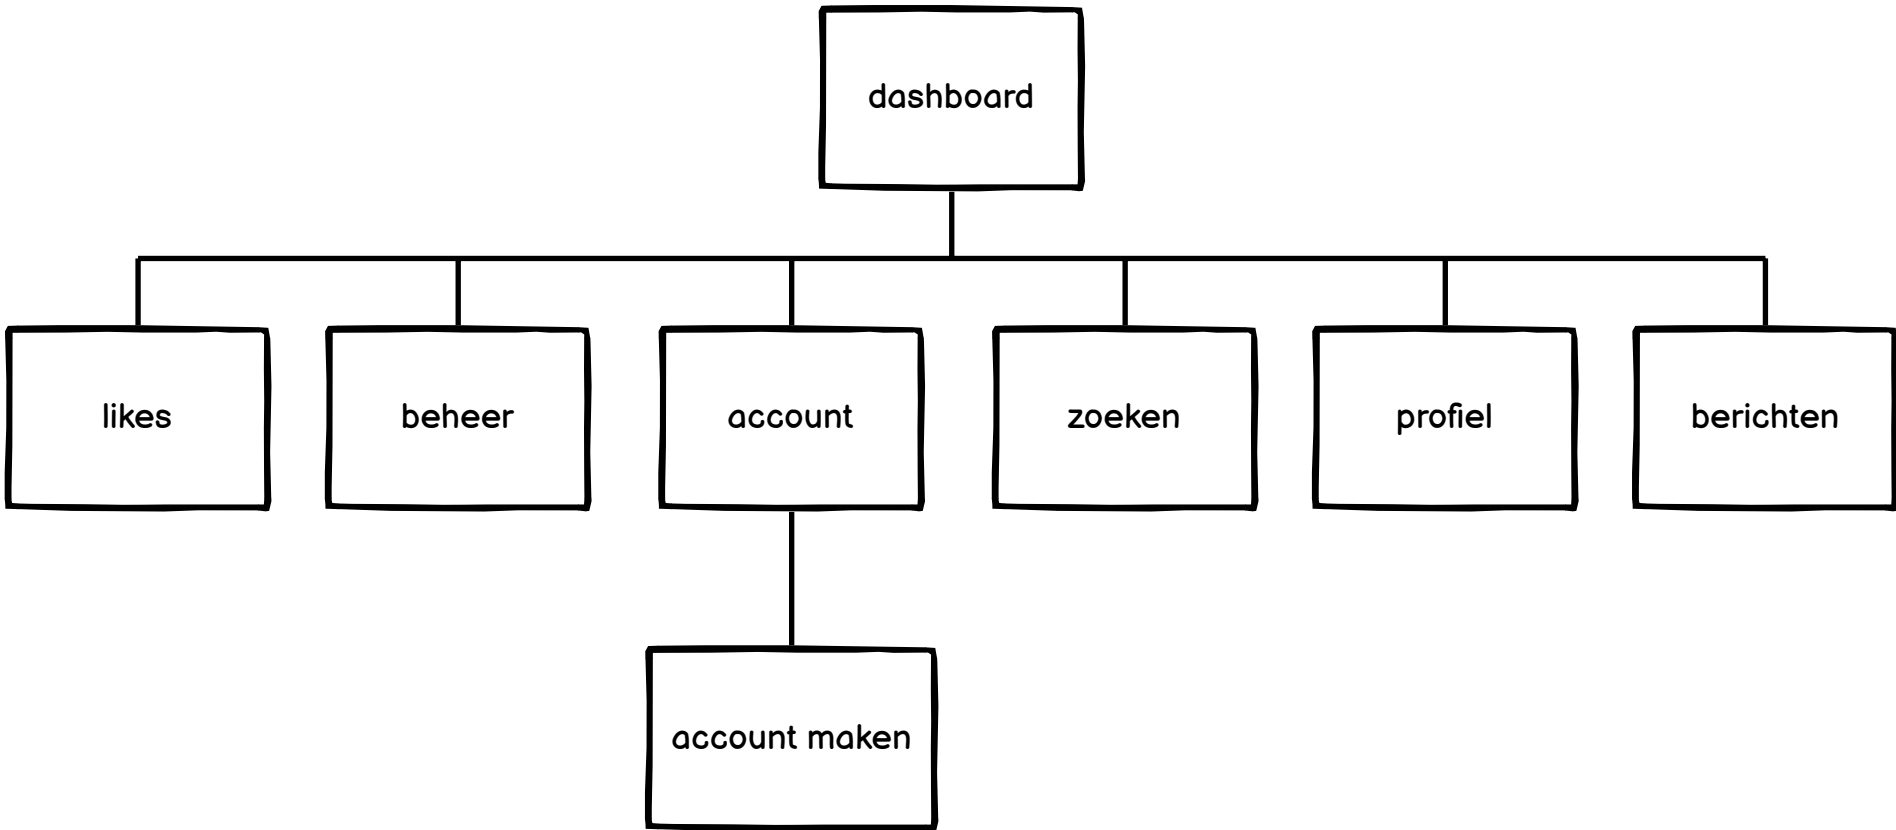 dashboard
likes
beheer
account
zoeken
profiel
berichten
account maken